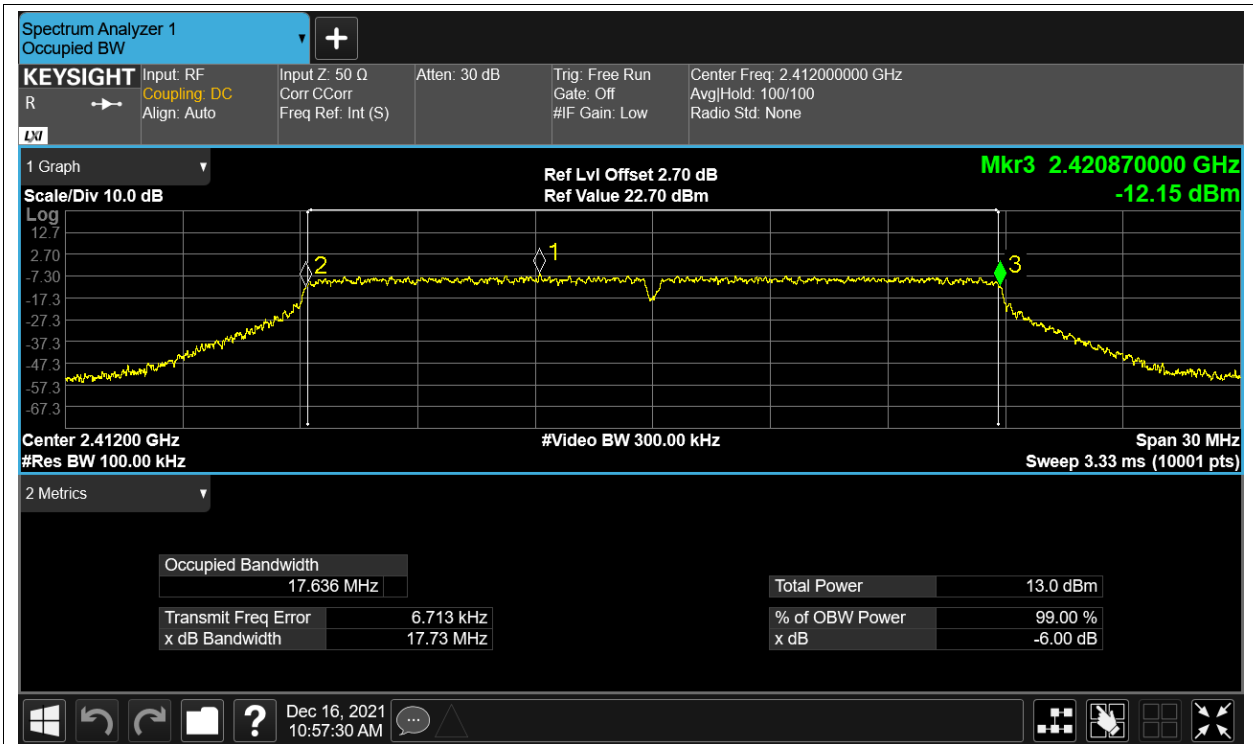 Spectrum Analyzer 1
Occupied BW
KEYSIGHT
R
LXI
Input: RF
Coupling: DC
Align: Auto
Input Z: 50 Ω
Corr CCorr
Freq Ref: Int (S)
Atten: 30 dB
Trig: Free Run
Gate: Off
#IF Gain: Low
Center Freq: 2.412000000 GHz
Avg|Hold: 100/100
Radio Std: None
1 Graph
Scale/Div 10.0 dB
Ref Lvl Offset 2.70 dB
Ref Value 22.70 dBm
Mkr3 2.420870000 GHz
-12.15 dBm
Log
12.7
2.70
-7.30
-17.3
-27.3
-37.3
-47.3
-57.3
-67.3
2
1
3
Center 2.41200 GHz
#Res BW 100.00 kHz
#Video BW 300.00 kHz
Span 30 MHz
Sweep 3.33 ms (10001 pts)
2 Metrics
Occupied Bandwidth
17.636 MHz
Transmit Freq Error 6.713 kHz
x dB Bandwidth 17.73 MHz
Total Power 13.0 dBm
% of OBW Power 99.00 %
x dB -6.00 dB
?
Dec 16, 2021
10:57:30 AM